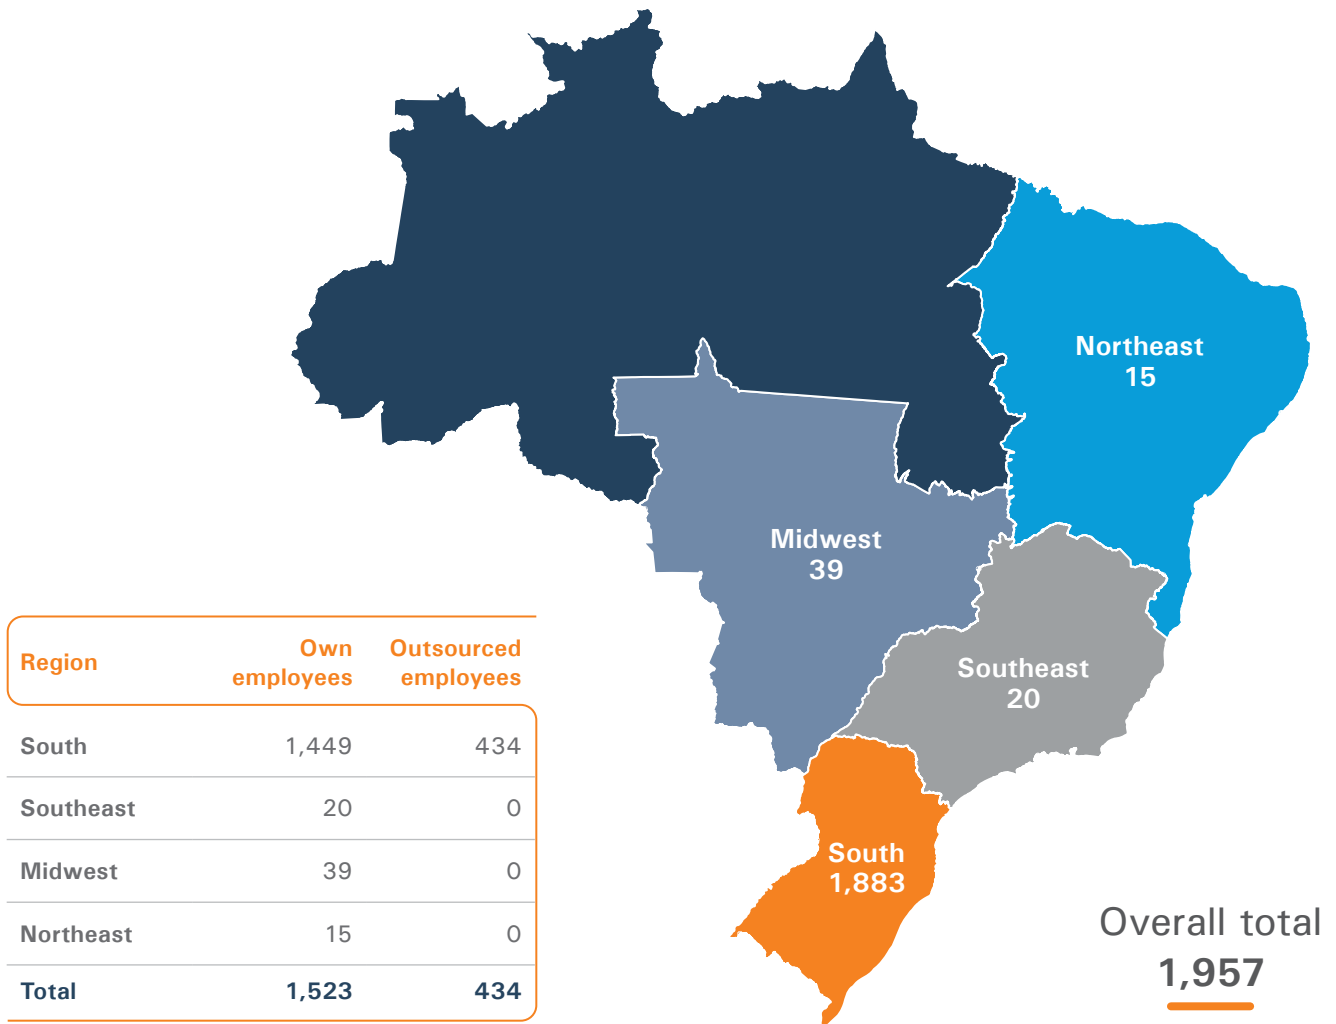 Northeast
15
Midwest
39
Southeast
20
South
1,883
Region Own employees Outsourced employees
South 1,449 434
Southeast 20 0
Midwest 39 0
Northeast 15 0
Total 1,523 434
Overall total
1,957